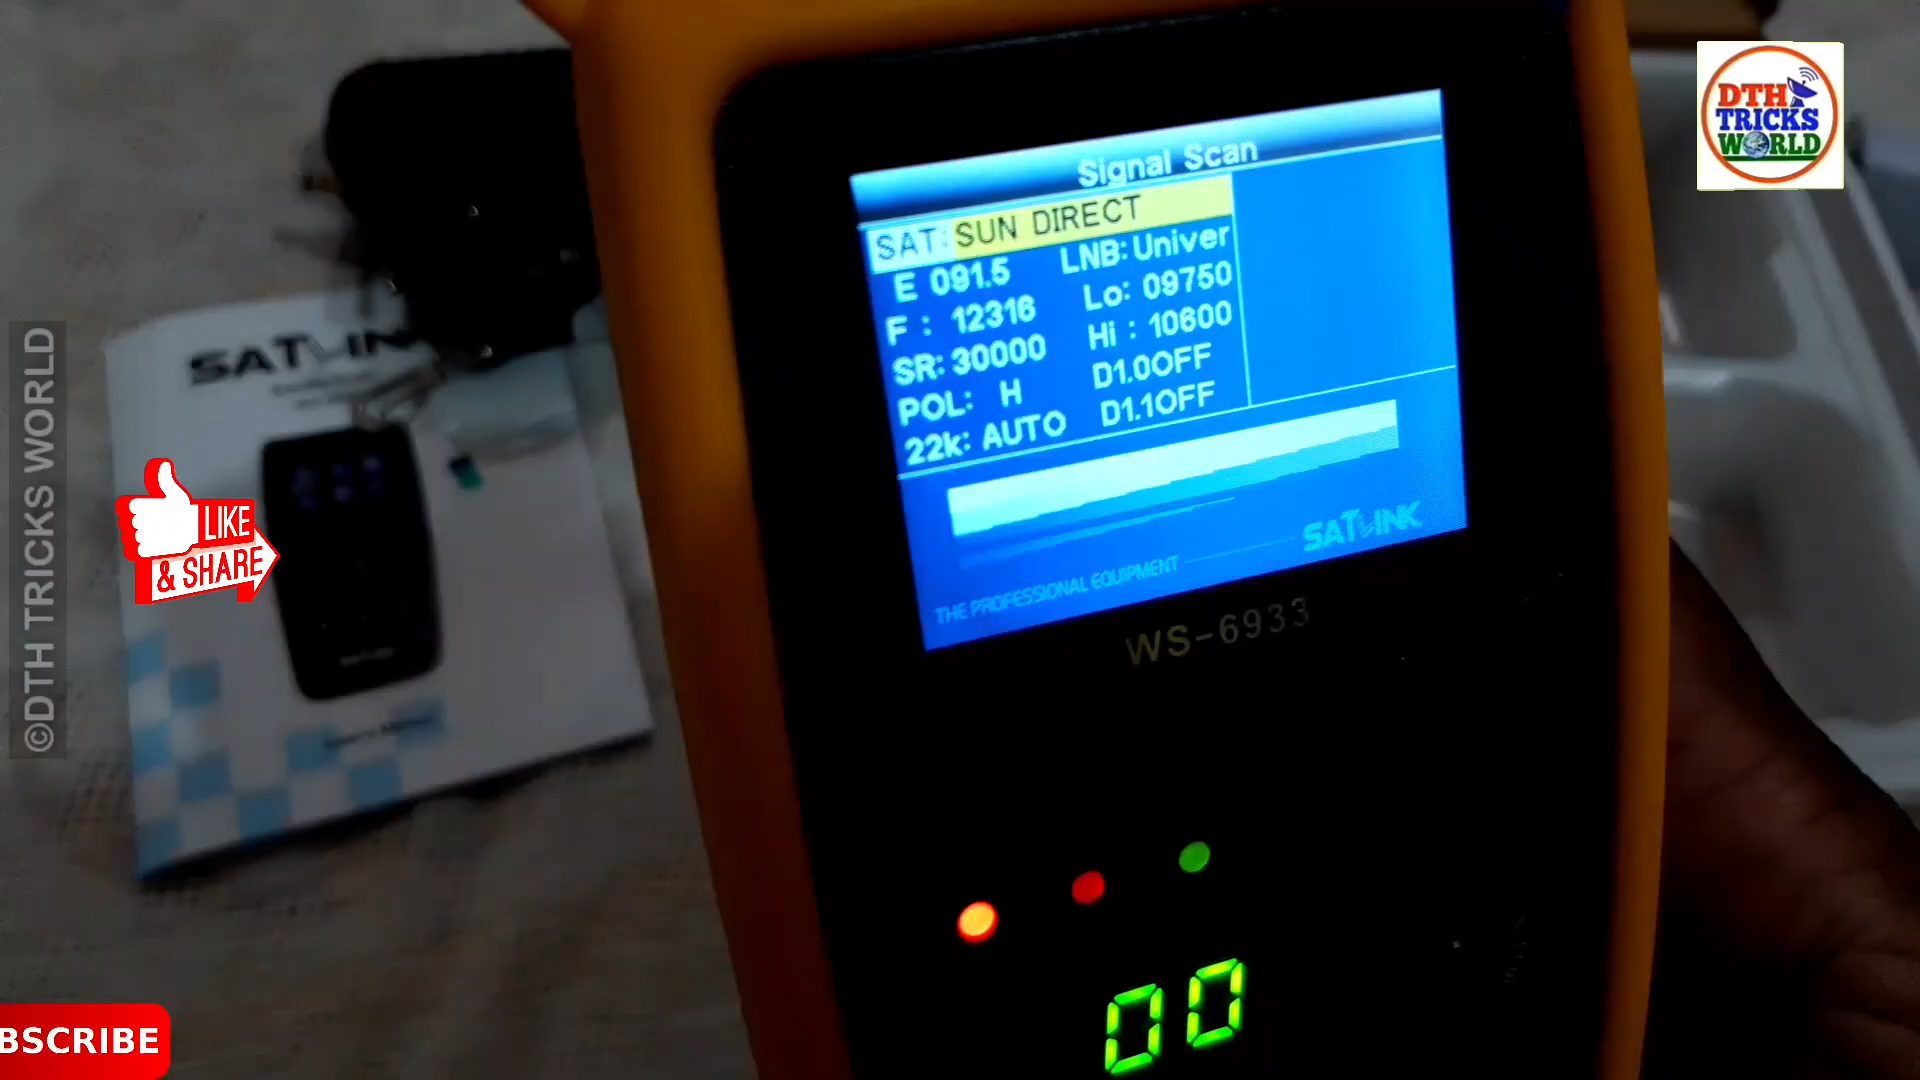 DTH
TRICKS
WORLD
Signal Scan
SAT: SUN DIRECT
E 091.5 LNB: Univer
F : 12316 Lo: 09750
SR: 30000 Hi : 10600
POL: H D1.0OFF
22k: AUTO D1.1OFF
SATLINK
THE PROFESSIONAL EQUIPMENT
WS-6933
00
SATLINK
LIKE
& SHARE
©DTH TRICKS WORLD
BSCRIBE